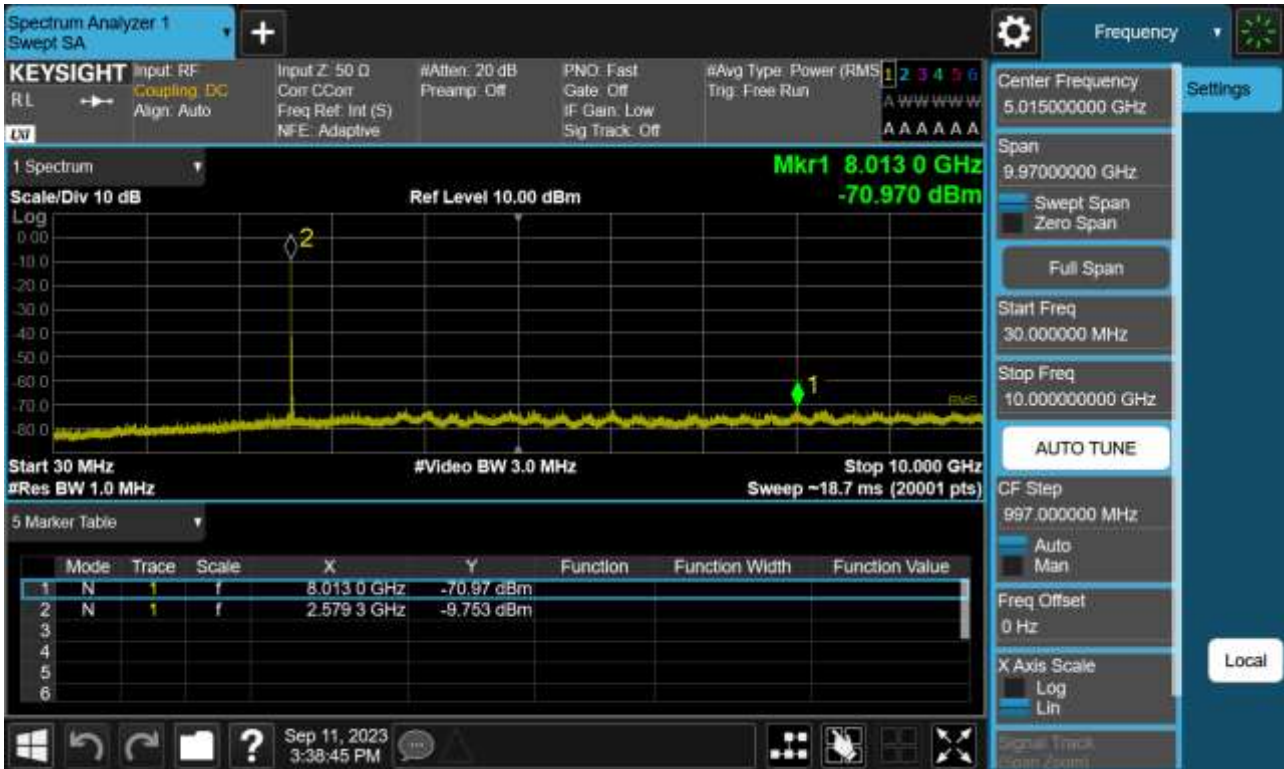 Spectrum Analyzer 1
Swept SA
+
Frequency
KEYSIGHT
RL
LXI
Input: RF
Coupling: DC
Align: Auto
Input Z: 50 Ω
Corr CCorr
Freq Ref: Int (S)
NFE: Adaptive
#Atten: 20 dB
Preamp: Off
PNO: Fast
Gate: Off
IF Gain: Low
Sig Track: Off
#Avg Type: Power (RMS
Trig: Free Run
1 2 3 4 5 6
A W W W W W
A A A A A A
1 Spectrum
Scale/Div 10 dB
Ref Level 10.00 dBm
Mkr1 8.013 0 GHz
-70.970 dBm
Log
0.00
-10.0
-20.0
-30.0
-40.0
-50.0
-60.0
-70.0
-80.0
2
1
RMS
Start 30 MHz
#Video BW 3.0 MHz
Stop 10.000 GHz
#Res BW 1.0 MHz
Sweep ~18.7 ms (20001 pts)
5 Marker Table
Mode Trace Scale X Y Function Function Width Function Value
1 N 1 f 8.013 0 GHz -70.97 dBm
2 N 1 f 2.579 3 GHz -9.753 dBm
3
4
5
6
?
Sep 11, 2023
3:38:45 PM
Center Frequency
5.015000000 GHz
Settings
Span
9.97000000 GHz
Swept Span
Zero Span
Full Span
Start Freq
30.000000 MHz
Stop Freq
10.000000000 GHz
AUTO TUNE
CF Step
997.000000 MHz
Auto
Man
Freq Offset
0 Hz
X Axis Scale
Log
Lin
Local
Signal Track
(Span Zoom)